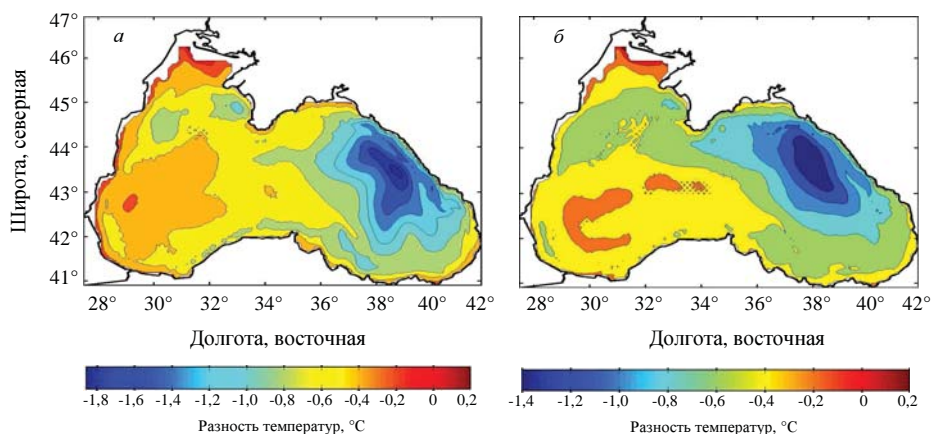 а
б
47°
46°
45°
44°
43°
42°
41°
Широта, северная
28° 30° 32° 34° 36° 38° 40° 42°
28° 30° 32° 34° 36° 38° 40° 42°
Долгота, восточная
Долгота, восточная
-1,8 -1,6 -1,4 -1,2 -1,0 -0,8 -0,6 -0,4 -0,2 0 0,2
-1,4 -1,2 -1,0 -0,8 -0,6 -0,4 -0,2 0 0,2
Разность температур, °C
Разность температур, °C